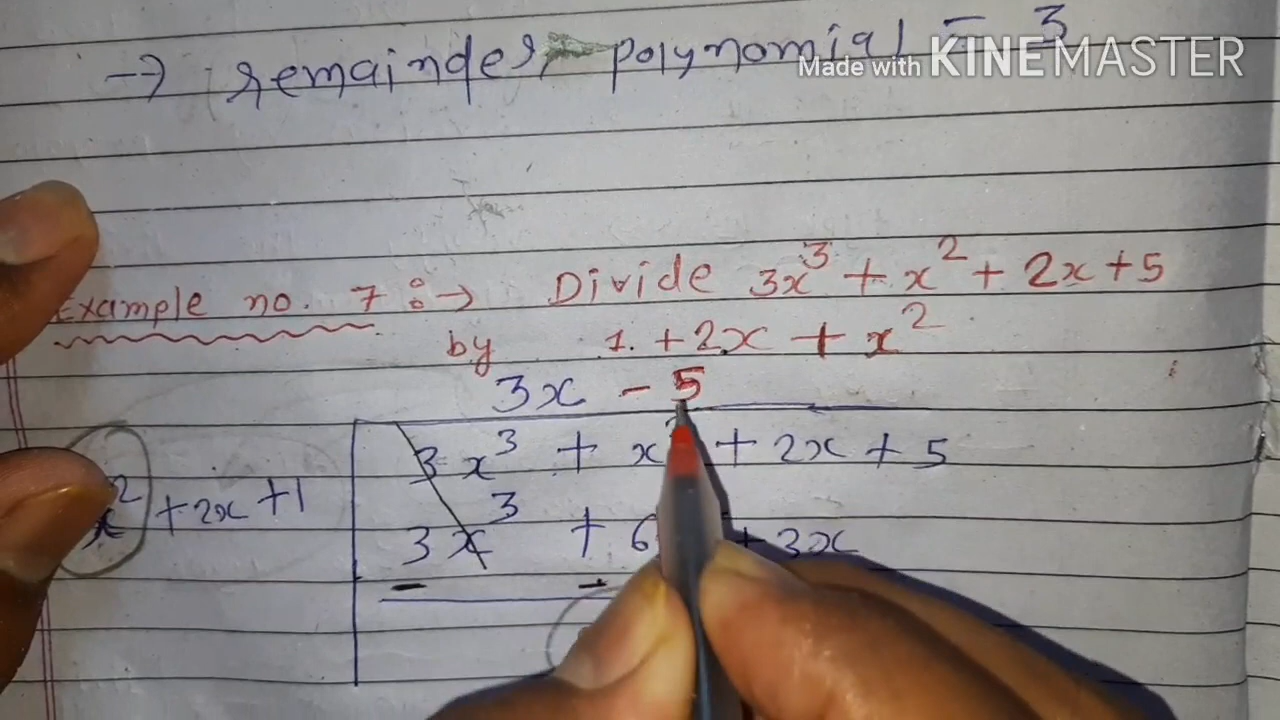 → remainder polynomial = 3
Made with KINEMASTER
Example no. 7 :→ Divide 3x³ + x² + 2x + 5
by 1 + 2x + x²
3x - 5
3x³ + x² + 2x + 5
x² + 2x + 1
3x³ + 6 + 3x
- -